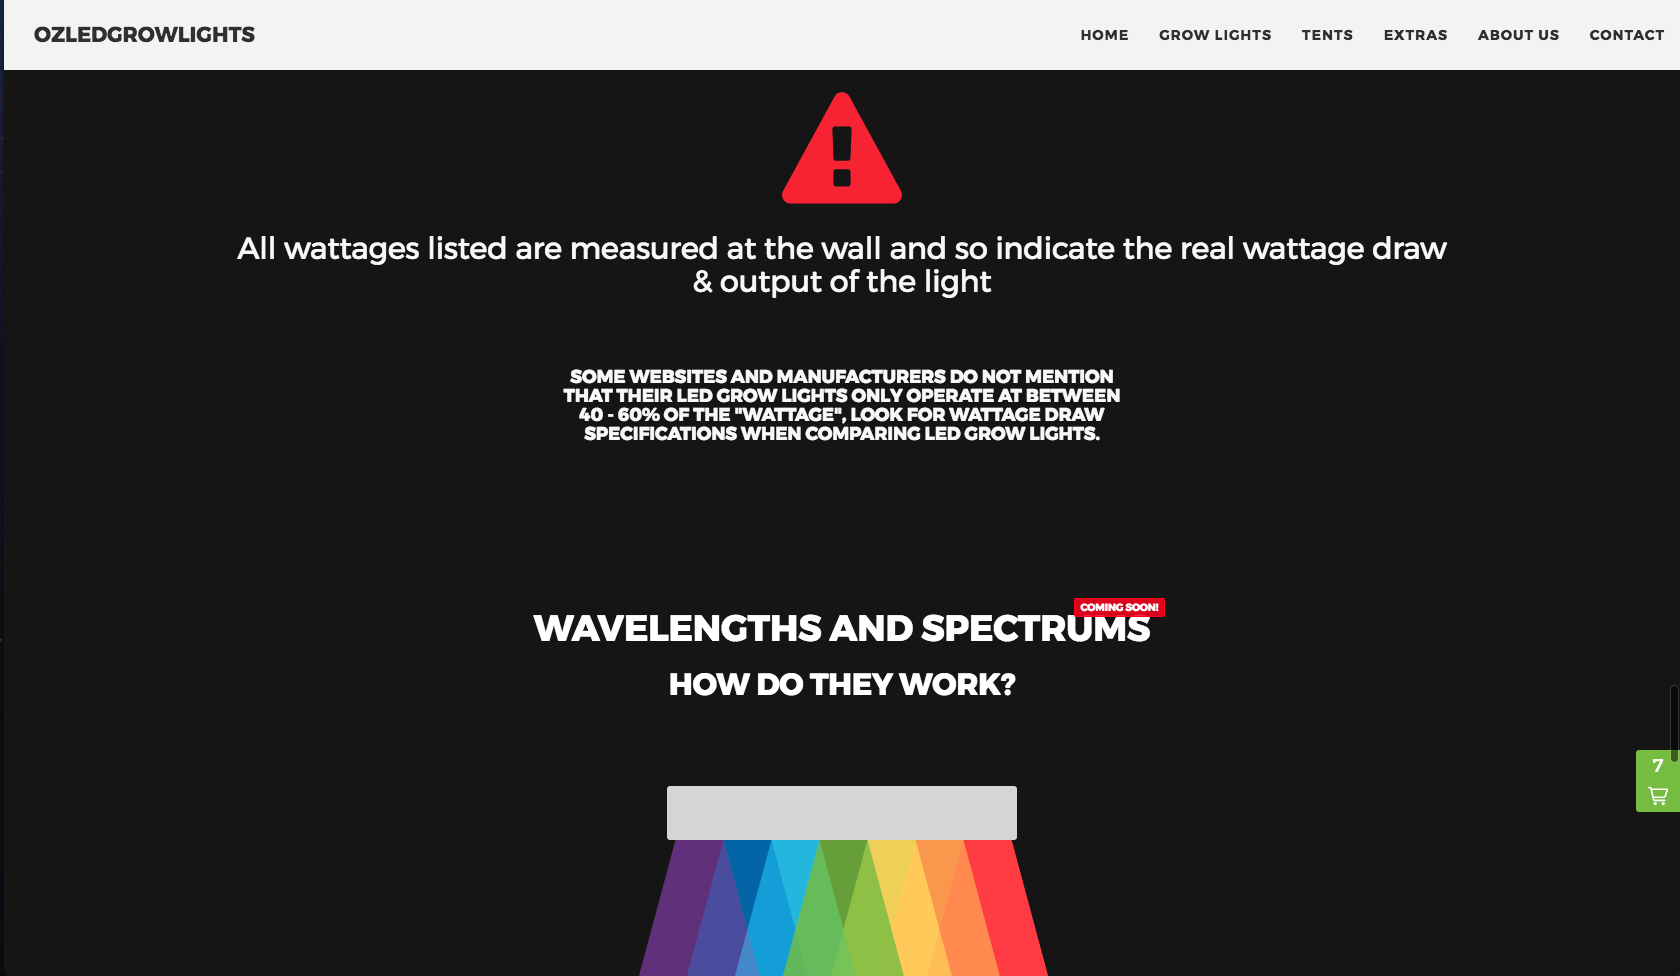 OZLEDGROWLIGHTS
HOME GROW LIGHTS TENTS EXTRAS ABOUT US CONTACT
All wattages listed are measured at the wall and so indicate the real wattage draw
& output of the light
SOME WEBSITES AND MANUFACTURERS DO NOT MENTION
THAT THEIR LED GROW LIGHTS ONLY OPERATE AT BETWEEN
40 - 60% OF THE "WATTAGE", LOOK FOR WATTAGE DRAW
SPECIFICATIONS WHEN COMPARING LED GROW LIGHTS.
COMING SOON!
WAVELENGTHS AND SPECTRUMS
HOW DO THEY WORK?
7